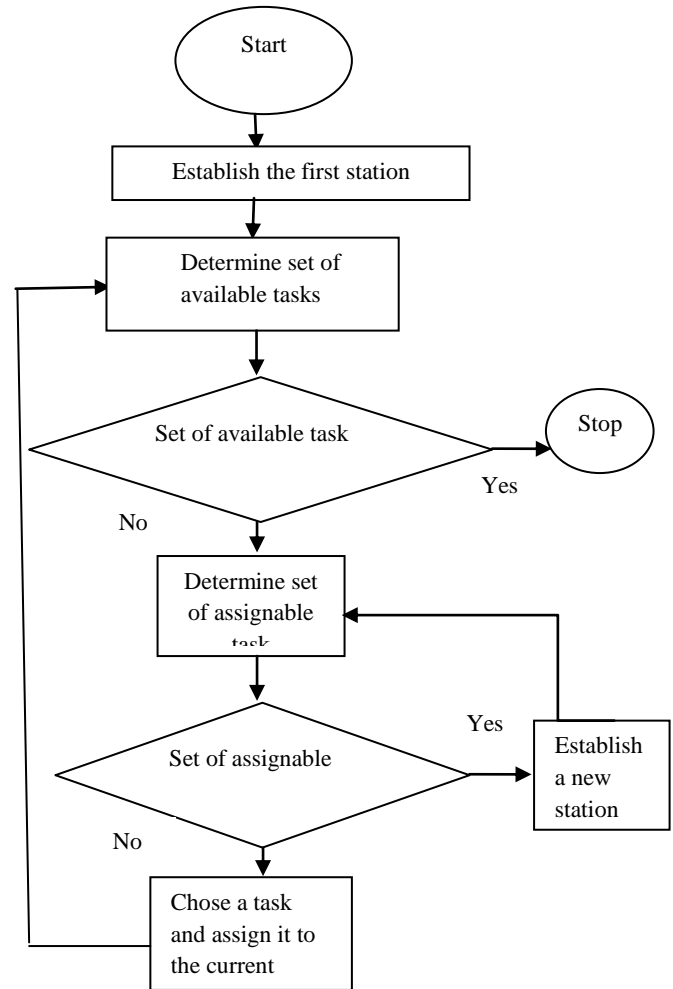 Start
Establish the first station
Determine set of
available tasks
Set of available task
Stop
Yes
No
Determine set
of assignable
task
Set of assignable
Yes
Establish
a new
station
No
Chose a task
and assign it to
the current